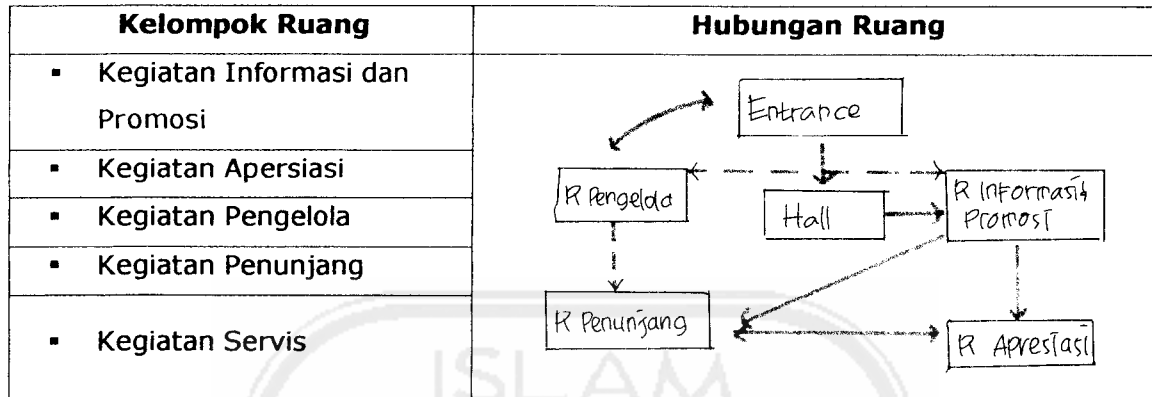 Kelompok Ruang
Hubungan Ruang
▪ Kegiatan Informasi dan
Promosi
▪ Kegiatan Apersiasi
▪ Kegiatan Pengelola
▪ Kegiatan Penunjang
▪ Kegiatan Servis
Entrance
R Pengelola
Hall
R Informasi &
Promosi
R Penunjang
R Apresiasi
ISLAM